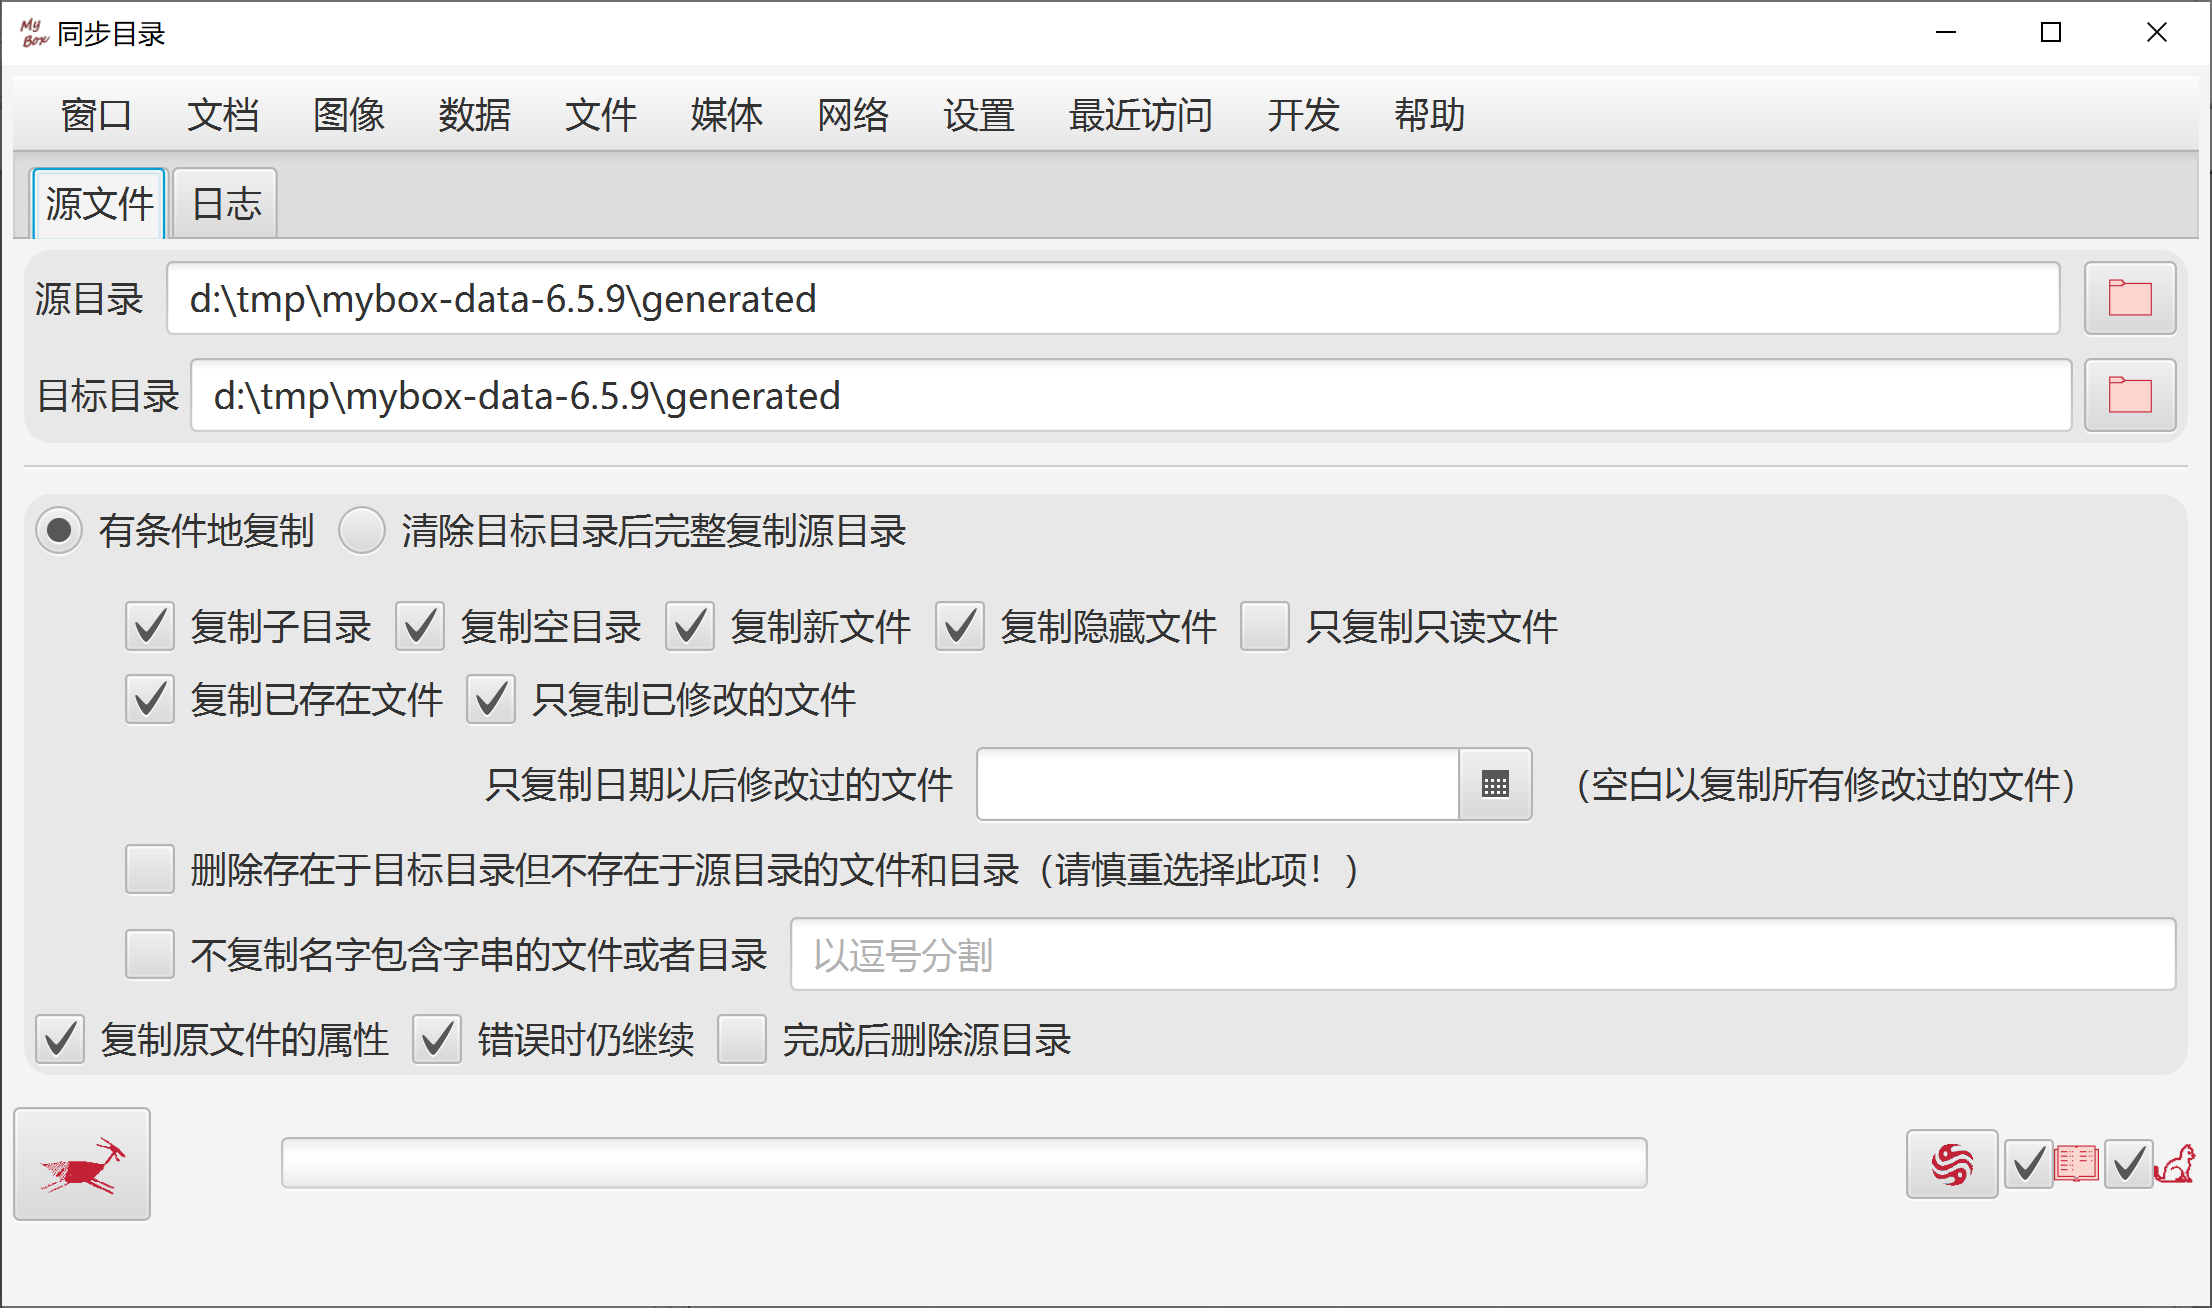 My Box 同步目录
窗口 文档 图像 数据 文件 媒体 网络 设置 最近访问 开发 帮助
源文件 日志
源目录 d:\tmp\mybox-data-6.5.9\generated
目标目录 d:\tmp\mybox-data-6.5.9\generated
有条件地复制 清除目标目录后完整复制源目录
复制子目录 复制空目录 复制新文件 复制隐藏文件 只复制只读文件
复制已存在文件 只复制已修改的文件
只复制日期以后修改过的文件 （空白以复制所有修改过的文件）
删除存在于目标目录但不存在于源目录的文件和目录（请慎重选择此项！）
不复制名字包含字串的文件或者目录 以逗号分割
复制原文件的属性 错误时仍继续 完成后删除源目录